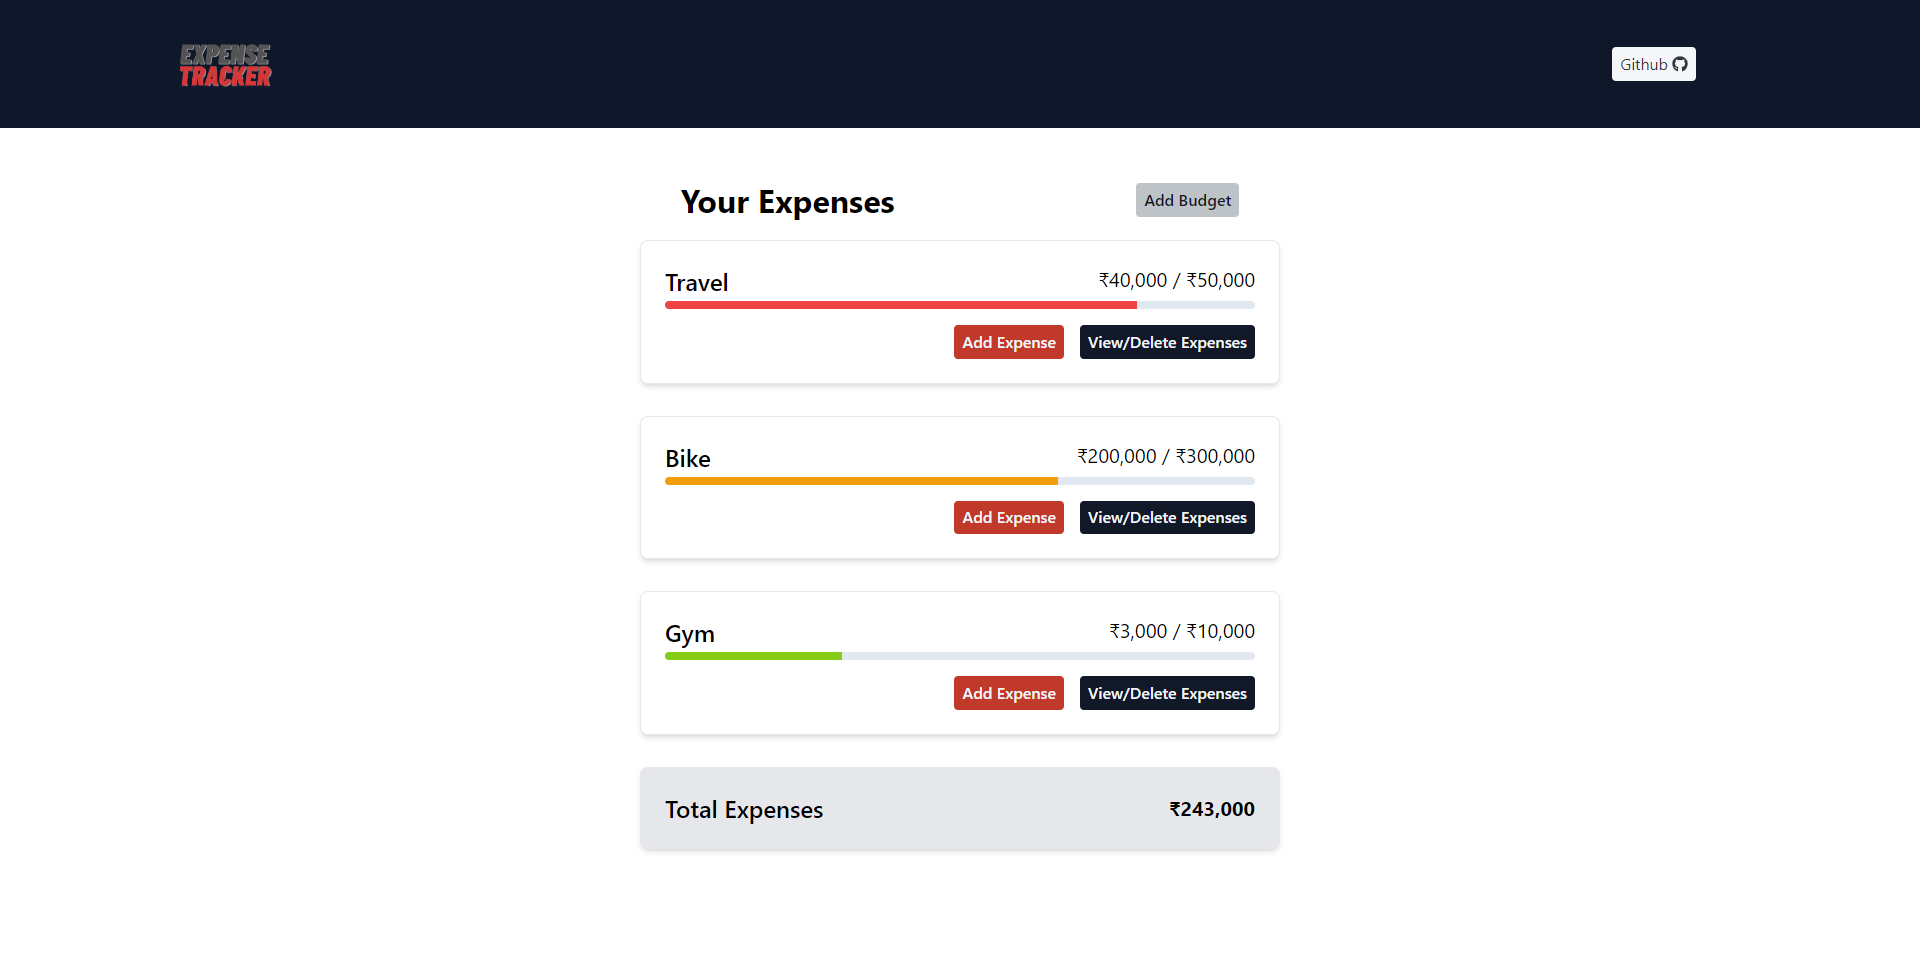 EXPENSE
TRACKER
Github
Your Expenses
Add Budget
Travel
₹40,000 / ₹50,000
Add Expense
View/Delete Expenses
Bike
₹200,000 / ₹300,000
Add Expense
View/Delete Expenses
Gym
₹3,000 / ₹10,000
Add Expense
View/Delete Expenses
Total Expenses
₹243,000